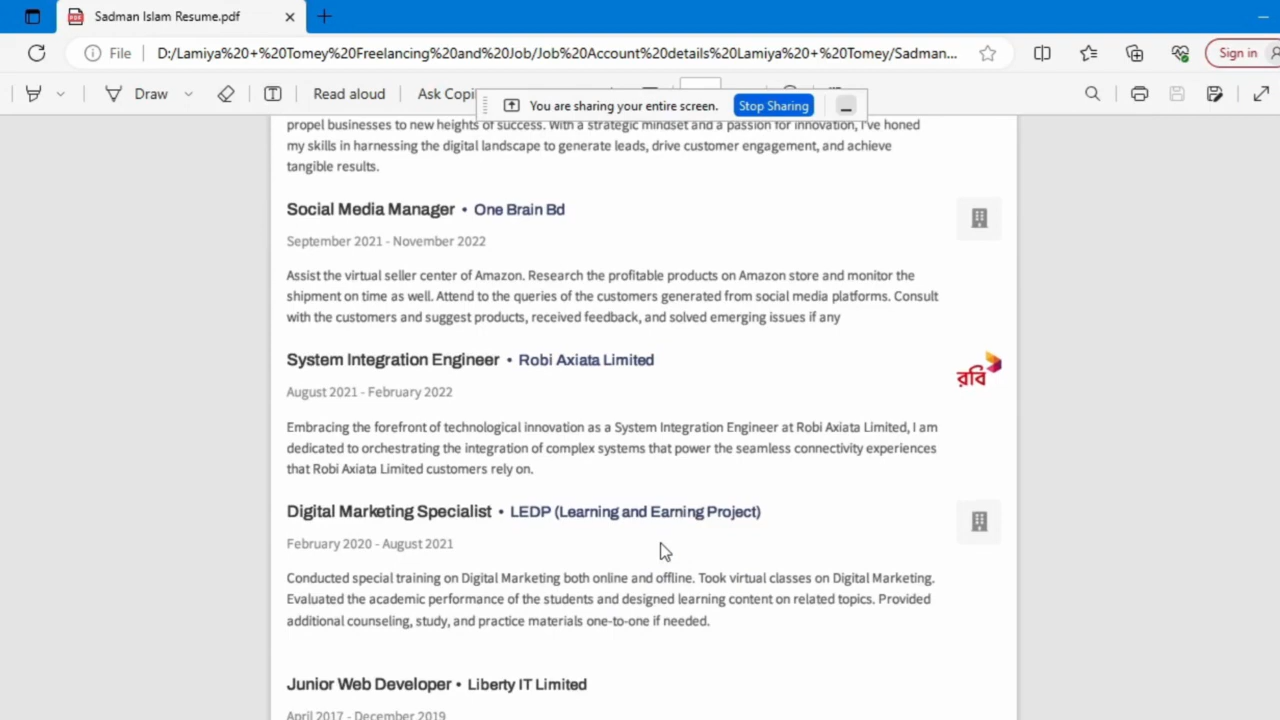 Sadman Islam Resume.pdf
File D:/Lamiya%20+%20Tomey%20Freelancing%20and%20Job/Job%20Account%20details%20Lamiya%20+%20Tomey/Sadman... Sign in
Draw Read aloud Ask
You are sharing your entire screen. Stop Sharing
propel businesses to new heights of success. With a strategic mindset and a passion for innovation, I've honed
my skills in harnessing the digital landscape to generate leads, drive customer engagement, and achieve
tangible results.
Social Media Manager • One Brain Bd
September 2021 - November 2022
Assist the virtual seller center of Amazon. Research the profitable products on Amazon store and monitor the
shipment on time as well. Attend to the queries of the customers generated from social media platforms. Consult
with the customers and suggest products, received feedback, and solved emerging issues if any
System Integration Engineer • Robi Axiata Limited
রবি
August 2021 - February 2022
Embracing the forefront of technological innovation as a System Integration Engineer at Robi Axiata Limited, I am
dedicated to orchestrating the integration of complex systems that power the seamless connectivity experiences
that Robi Axiata Limited customers rely on.
Digital Marketing Specialist • LEDP (Learning and Earning Project)
February 2020 - August 2021
Conducted special training on Digital Marketing both online and offline. Took virtual classes on Digital Marketing.
Evaluated the academic performance of the students and designed learning content on related topics. Provided
additional counseling, study, and practice materials one-to-one if needed.
Junior Web Developer • Liberty IT Limited
April 2017 - December 2019